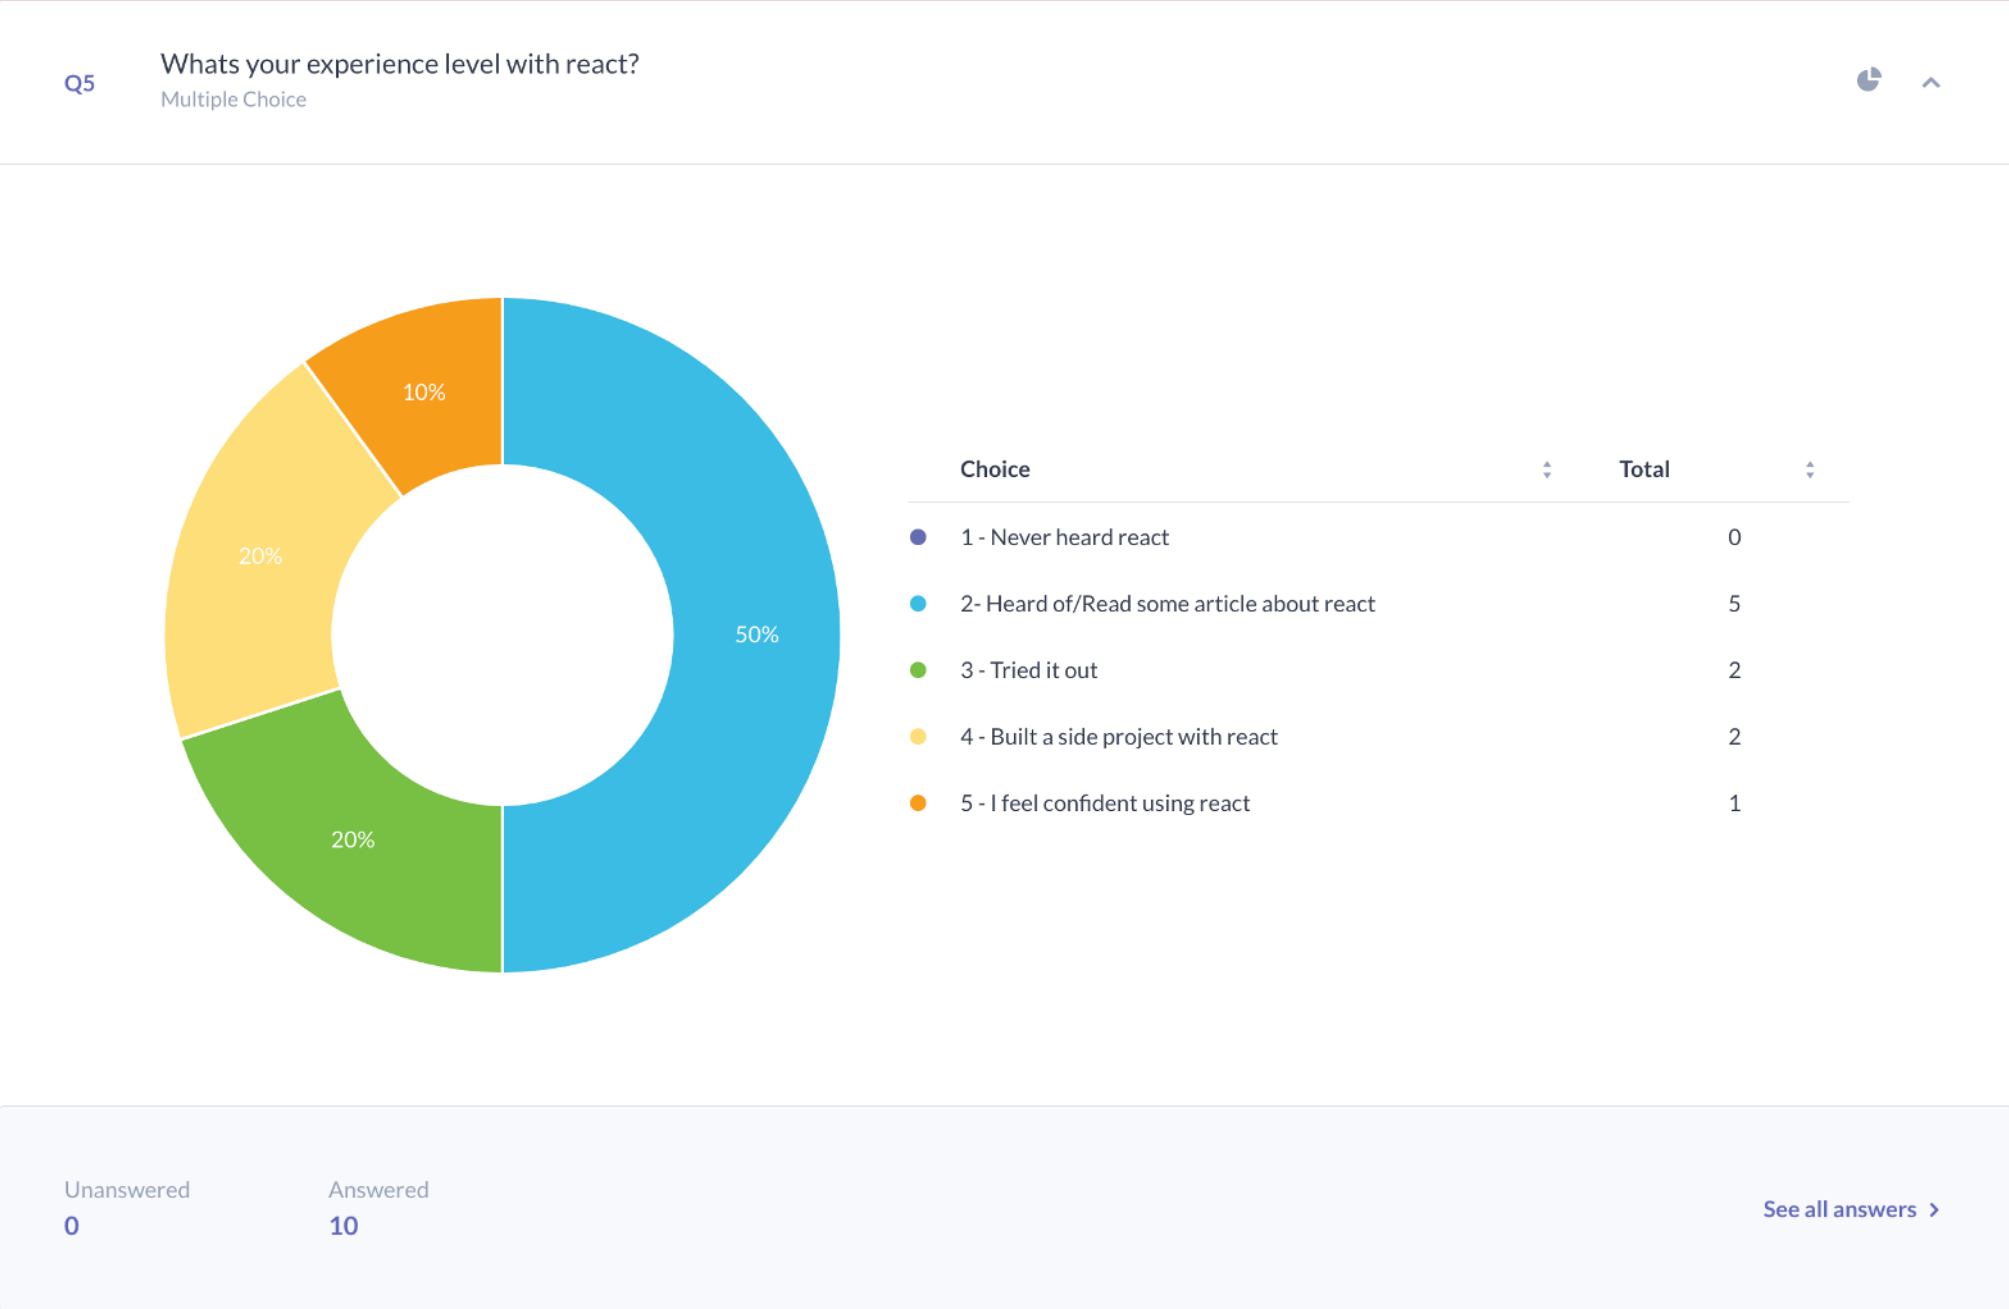 Q5
Whats your experience level with react?
Multiple Choice
10%
20%
50%
20%
Choice Total
1 - Never heard react 0
2- Heard of/Read some article about react 5
3 - Tried it out 2
4 - Built a side project with react 2
5 - I feel confident using react 1
Unanswered
0
Answered
10
See all answers